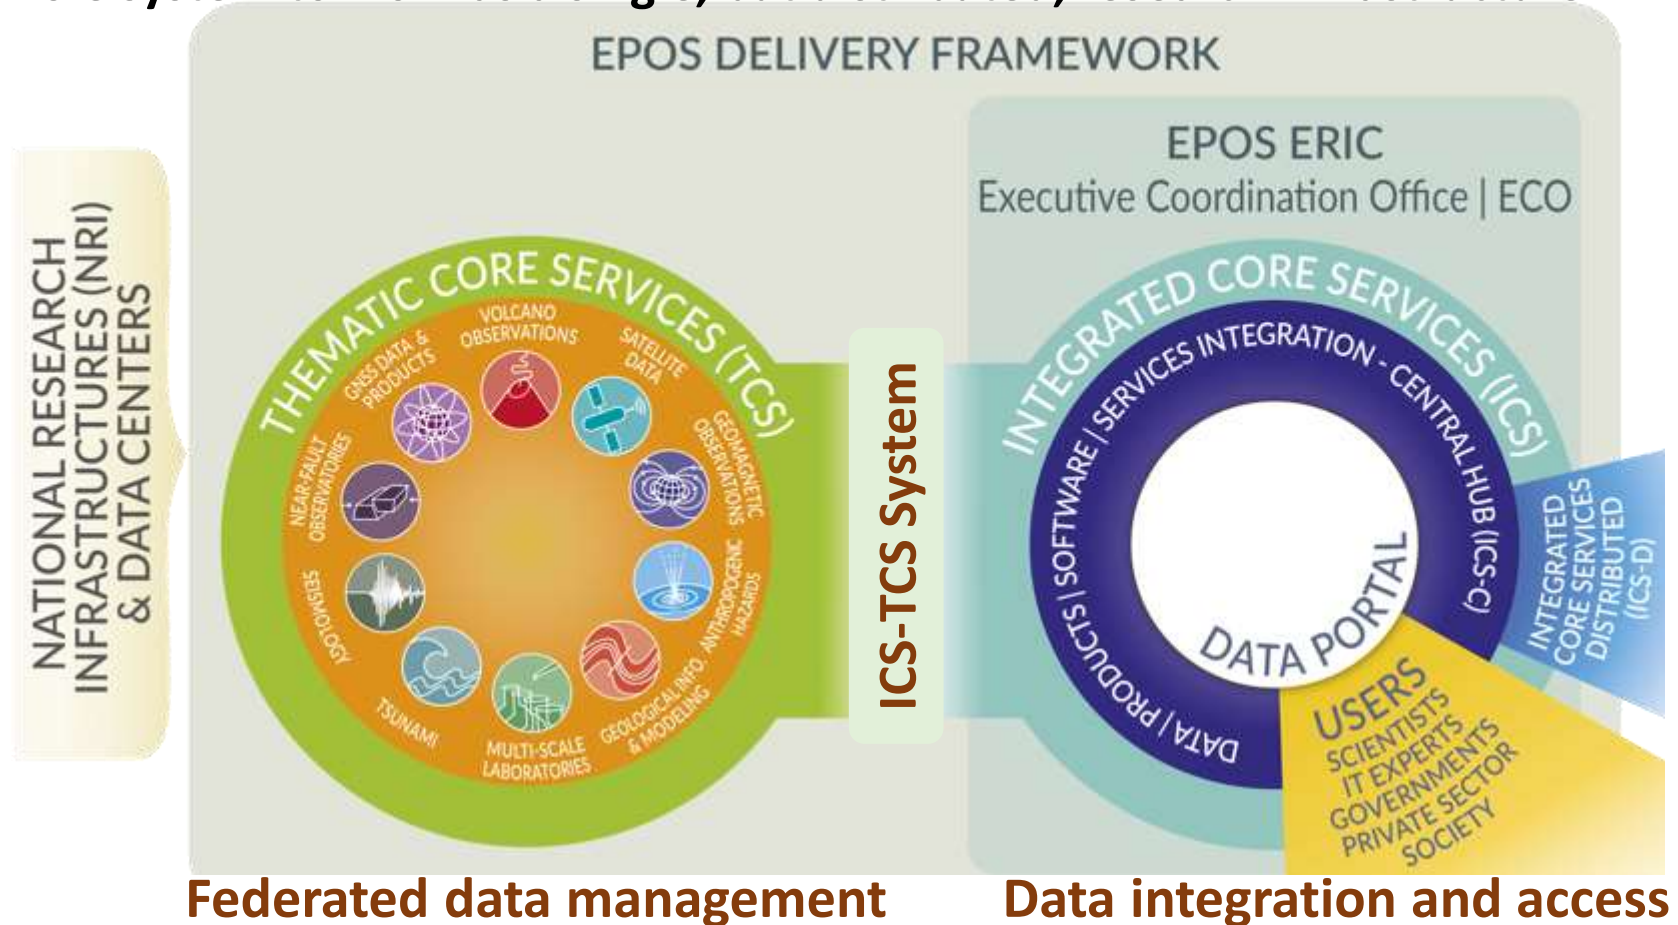 EPOS DELIVERY FRAMEWORK
EPOS ERIC
Executive Coordination Office | ECO
NATIONAL RESEARCH
INFRASTRUCTURES (NRI)
& DATA CENTERS
THEMATIC CORE SERVICES (TCS)
VOLCANO
OBSERVATIONS
SATELLITE
DATA
GEOMAGNETIC
OBSERVATIONS
ANTHROPOGENIC
HAZARDS
GEOLOGICAL INFO.
& MODELING
MULTI-SCALE
LABORATORIES
TSUNAMI
SEISMOLOGY
NEAR-FAULT
OBSERVATORIES
GNSS DATA &
PRODUCTS
ICS-TCS System
INTEGRATED CORE SERVICES (ICS)
DATA | PRODUCTS | SOFTWARE | SERVICES INTEGRATION - CENTRAL HUB (ICS-C)
DATA PORTAL
INTEGRATED
CORE SERVICES
DISTRIBUTED
(ICS-D)
USERS
SCIENTISTS
IT EXPERTS
GOVERNMENTS
PRIVATE SECTOR
SOCIETY
Federated data management
Data integration and access